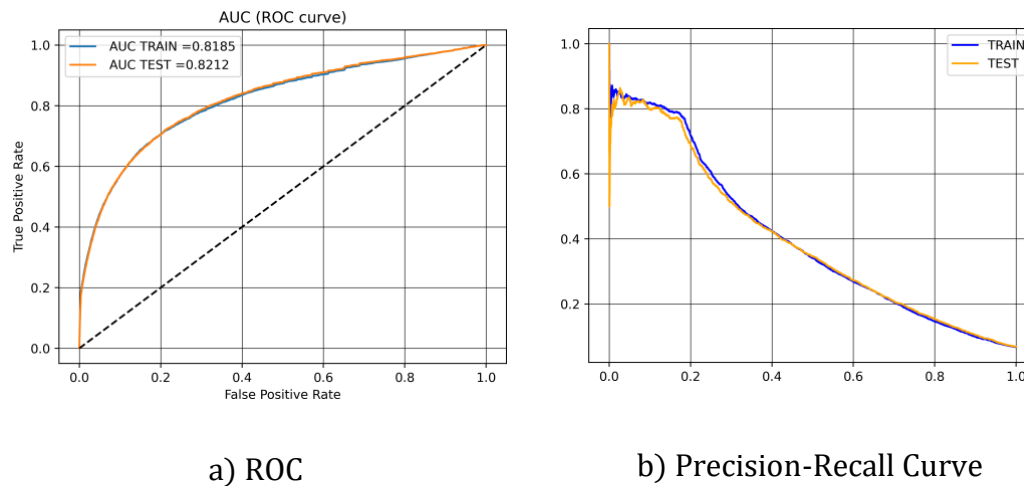 AUC (ROC curve)
AUC TRAIN =0.8185
AUC TEST =0.8212
1.0
0.8
0.6
0.4
0.2
0.0
True Positive Rate
0.0 0.2 0.4 0.6 0.8 1.0
False Positive Rate
a) ROC
TRAIN
TEST
1.0
0.8
0.6
0.4
0.2
0.0 0.2 0.4 0.6 0.8 1.0
b) Precision-Recall Curve